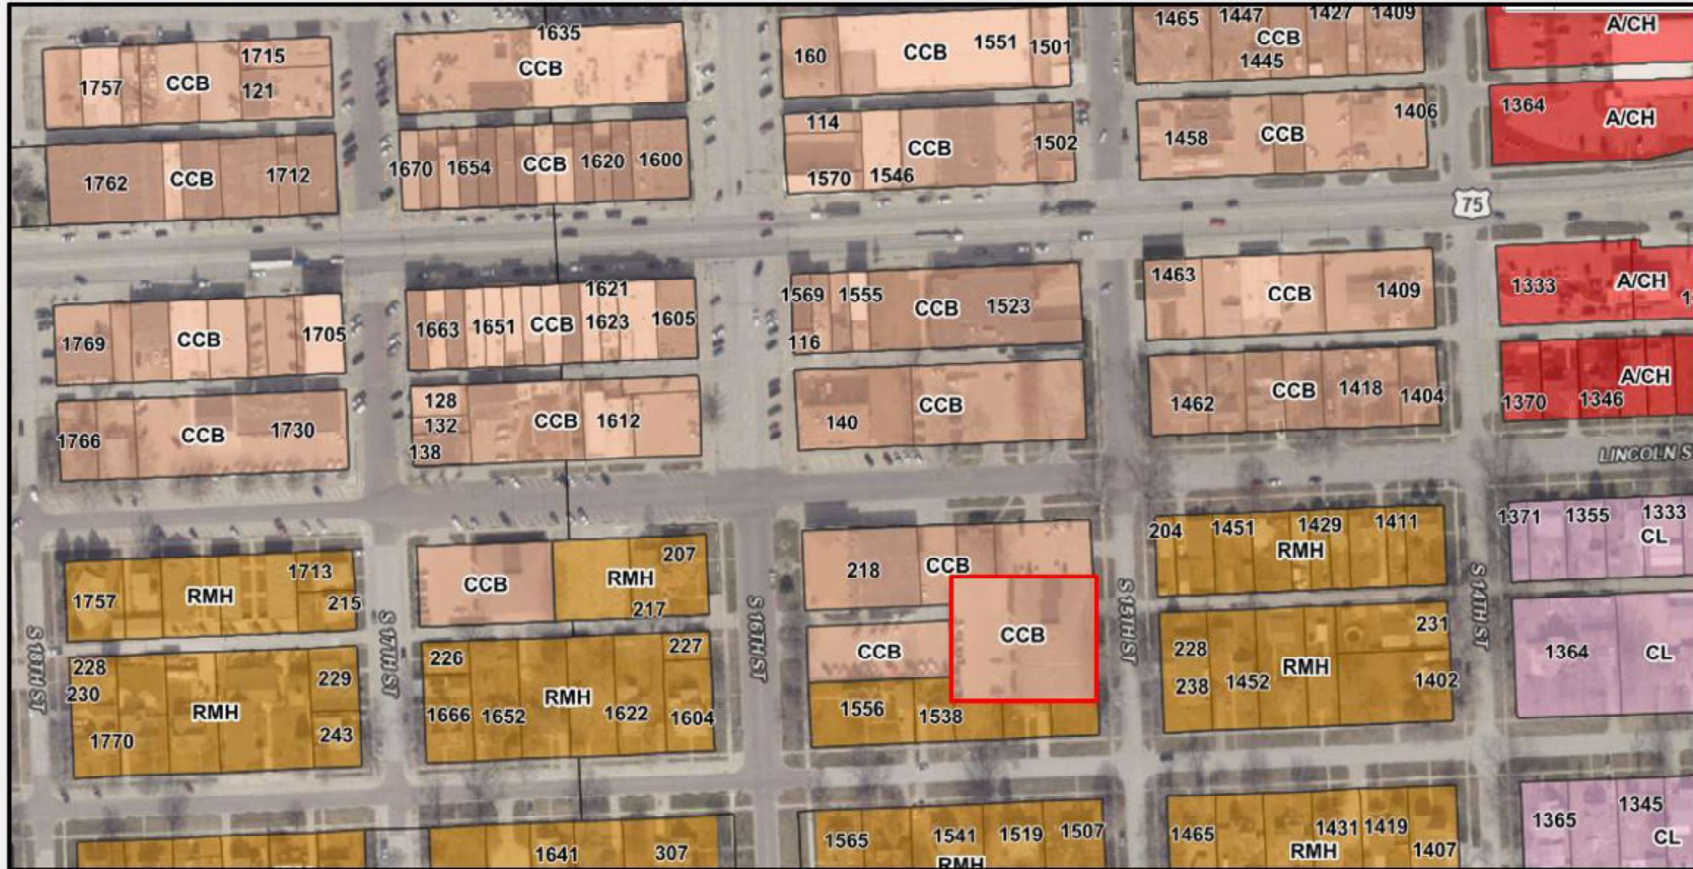 1635
1465 1447 1427 1409
A/CH
1715
160 CCB 1551 1501
CCB
1757 CCB
CCB
1445
121
1364 A/CH
1406
114
1458 CCB
1502
CCB
1670 1654 CCB 1620 1600
1762 CCB 1712
1570 1546
75
1463
1621
1569 1555 CCB 1523
CCB 1409
1333 A/CH
1769 CCB 1705
1663 1651 CCB 1623 1605
116
128
132
138
CCB 1612
140 CCB
1462 CCB 1418 1404
1370 1346 A/CH
1766 CCB 1730
LINCOLN S
204 1451 1429 1411
RMH
1371 1355 1333
CL
207
218 CCB
CCB RMH
217
1713
1757 RMH
215
S 18TH ST
S 17TH ST
S 16TH ST
S 15TH ST
S 14TH ST
228
230
229
RMH
1770 243
226 227
RMH
1666 1652 1622 1604
CCB
CCB
1556 1538
228
238
231
1452 RMH 1402
1364 CL
1641 307
1565 1541 1519 1507
RMH
1465 1431 1419
RMH 1407
1365 1345
CL